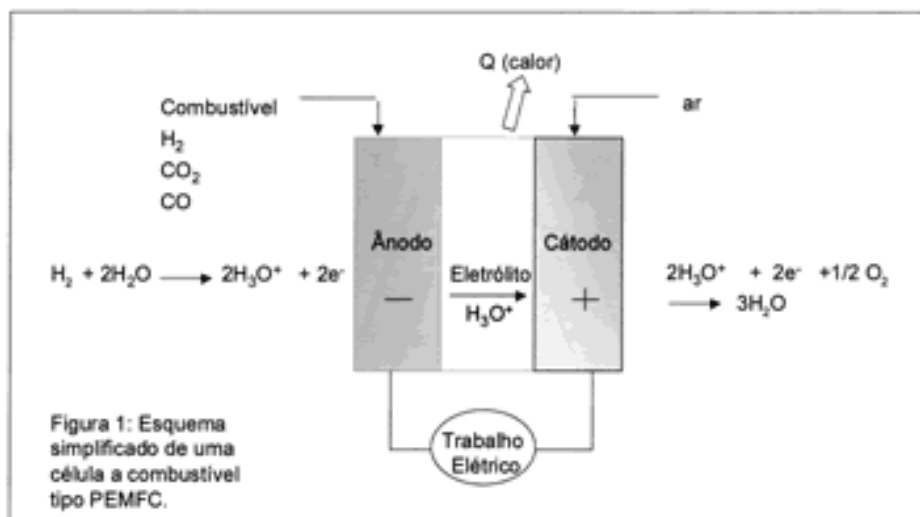 Q (calor)
Combustível
ar
H₂
CO₂
CO
Ânodo
Cátodo
H₂ + 2H₂O ⟶ 2H₃O⁺ + 2e⁻
Eletrólito
2H₃O⁺ + 2e⁻ +1/2 O₂
— ⟶ +
⟶ 3H₂O
H₃O⁺
Figura 1: Esquema
simplificado de uma
célula a combustível
tipo PEMFC.
Trabalho
Elétrico